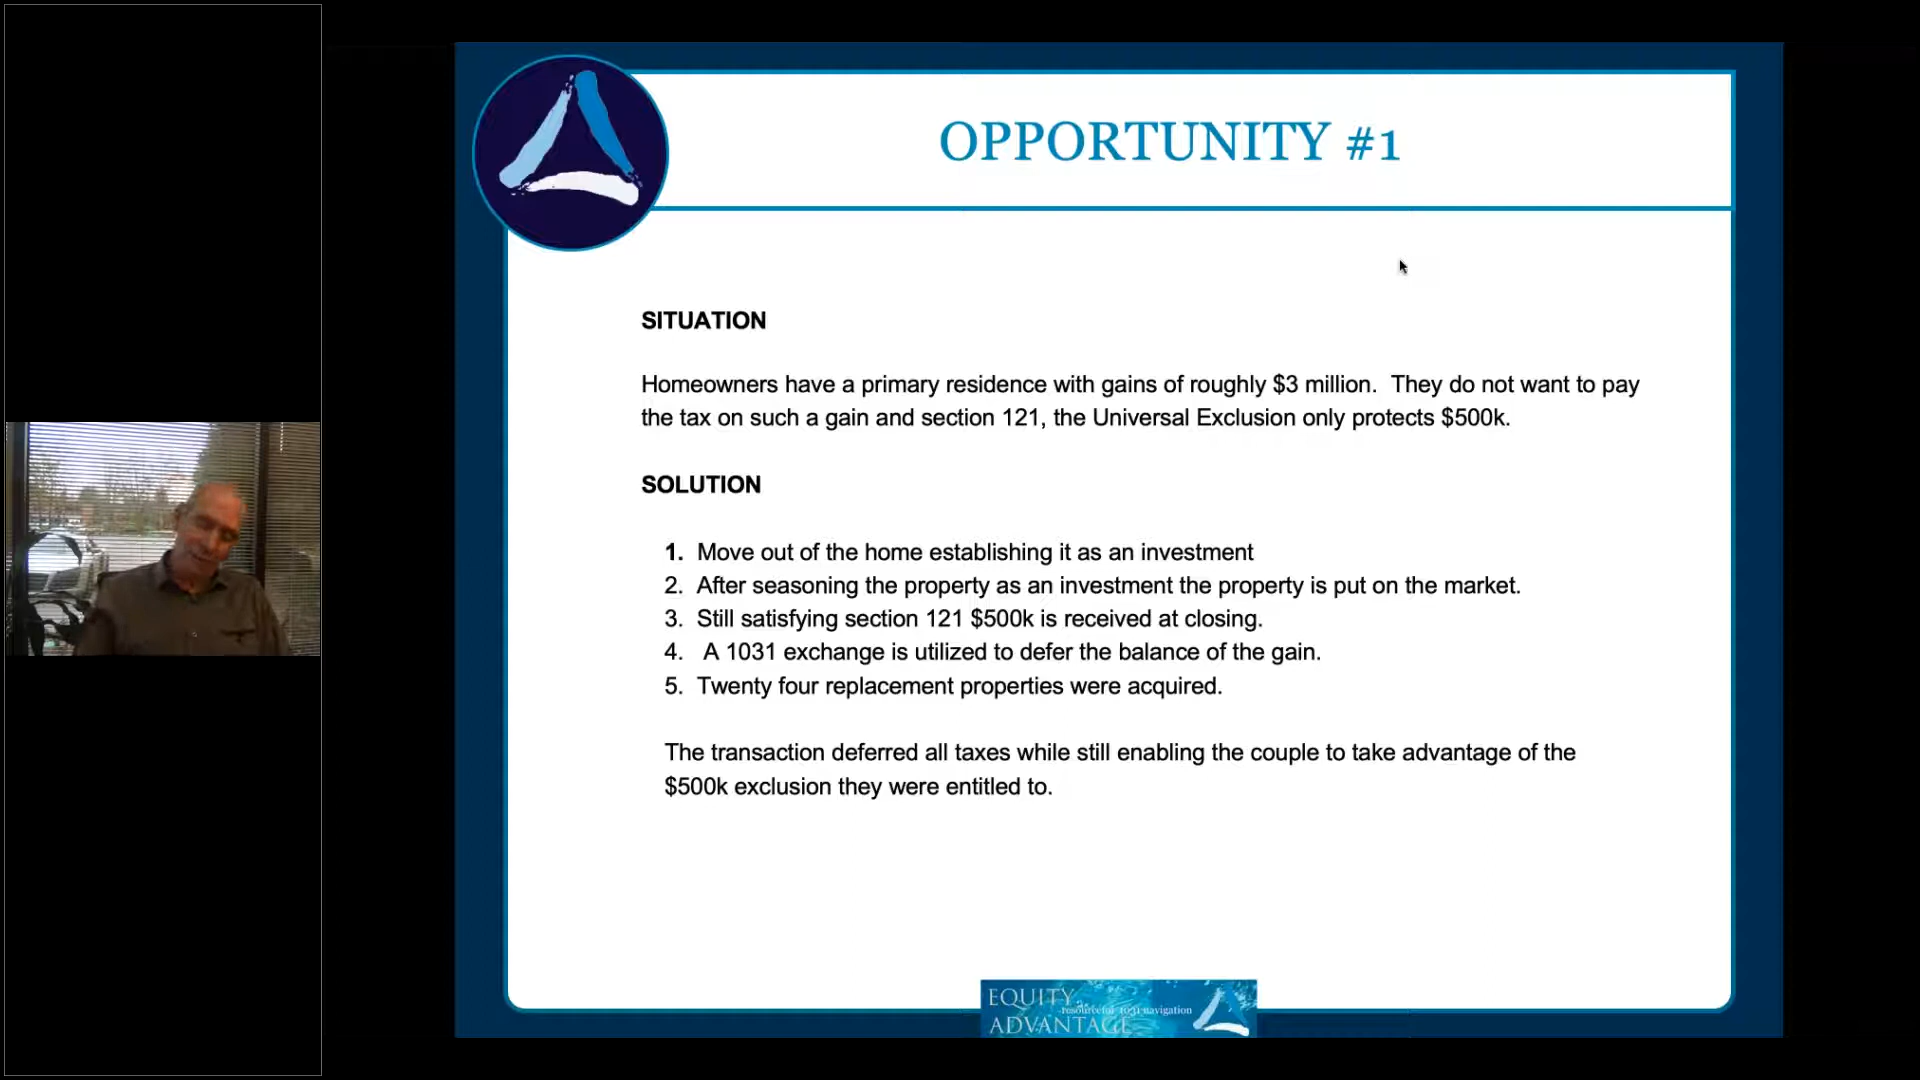 OPPORTUNITY #1
SITUATION
Homeowners have a primary residence with gains of roughly $3 million.  They do not want to pay
the tax on such a gain and section 121, the Universal Exclusion only protects $500k.
SOLUTION
1. Move out of the home establishing it as an investment
2. After seasoning the property as an investment the property is put on the market.
3. Still satisfying section 121 $500k is received at closing.
4. A 1031 exchange is utilized to defer the balance of the gain.
5. Twenty four replacement properties were acquired.
The transaction deferred all taxes while still enabling the couple to take advantage of the
$500k exclusion they were entitled to.
EQUITY
resourceful 1031 navigation
ADVANTAGE